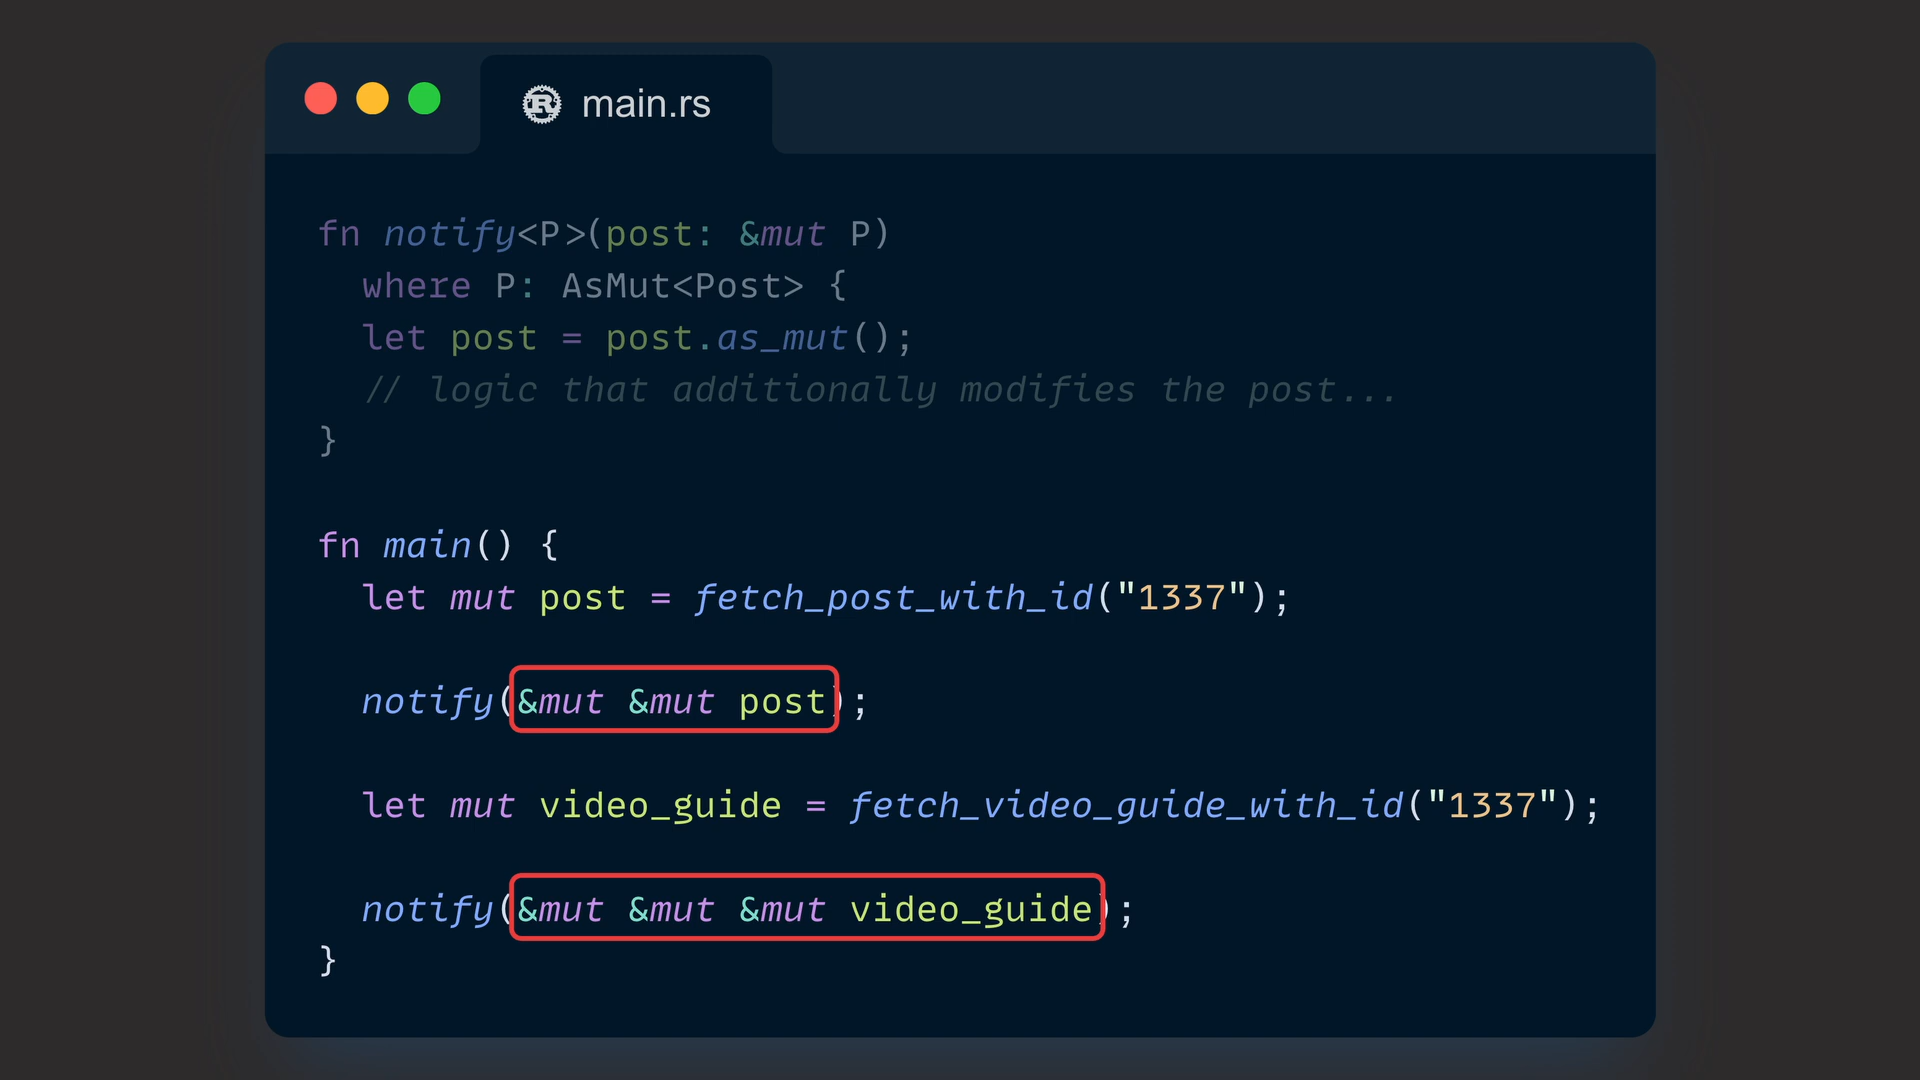 main.rs
fn notify<P>(post: &mut P)
  where P: AsMut<Post> {
  let post = post.as_mut();
  // logic that additionally modifies the post...
}
fn main() {
  let mut post = fetch_post_with_id("1337");
  notify(&mut &mut post);
  let mut video_guide = fetch_video_guide_with_id("1337");
  notify(&mut &mut &mut video_guide);
}